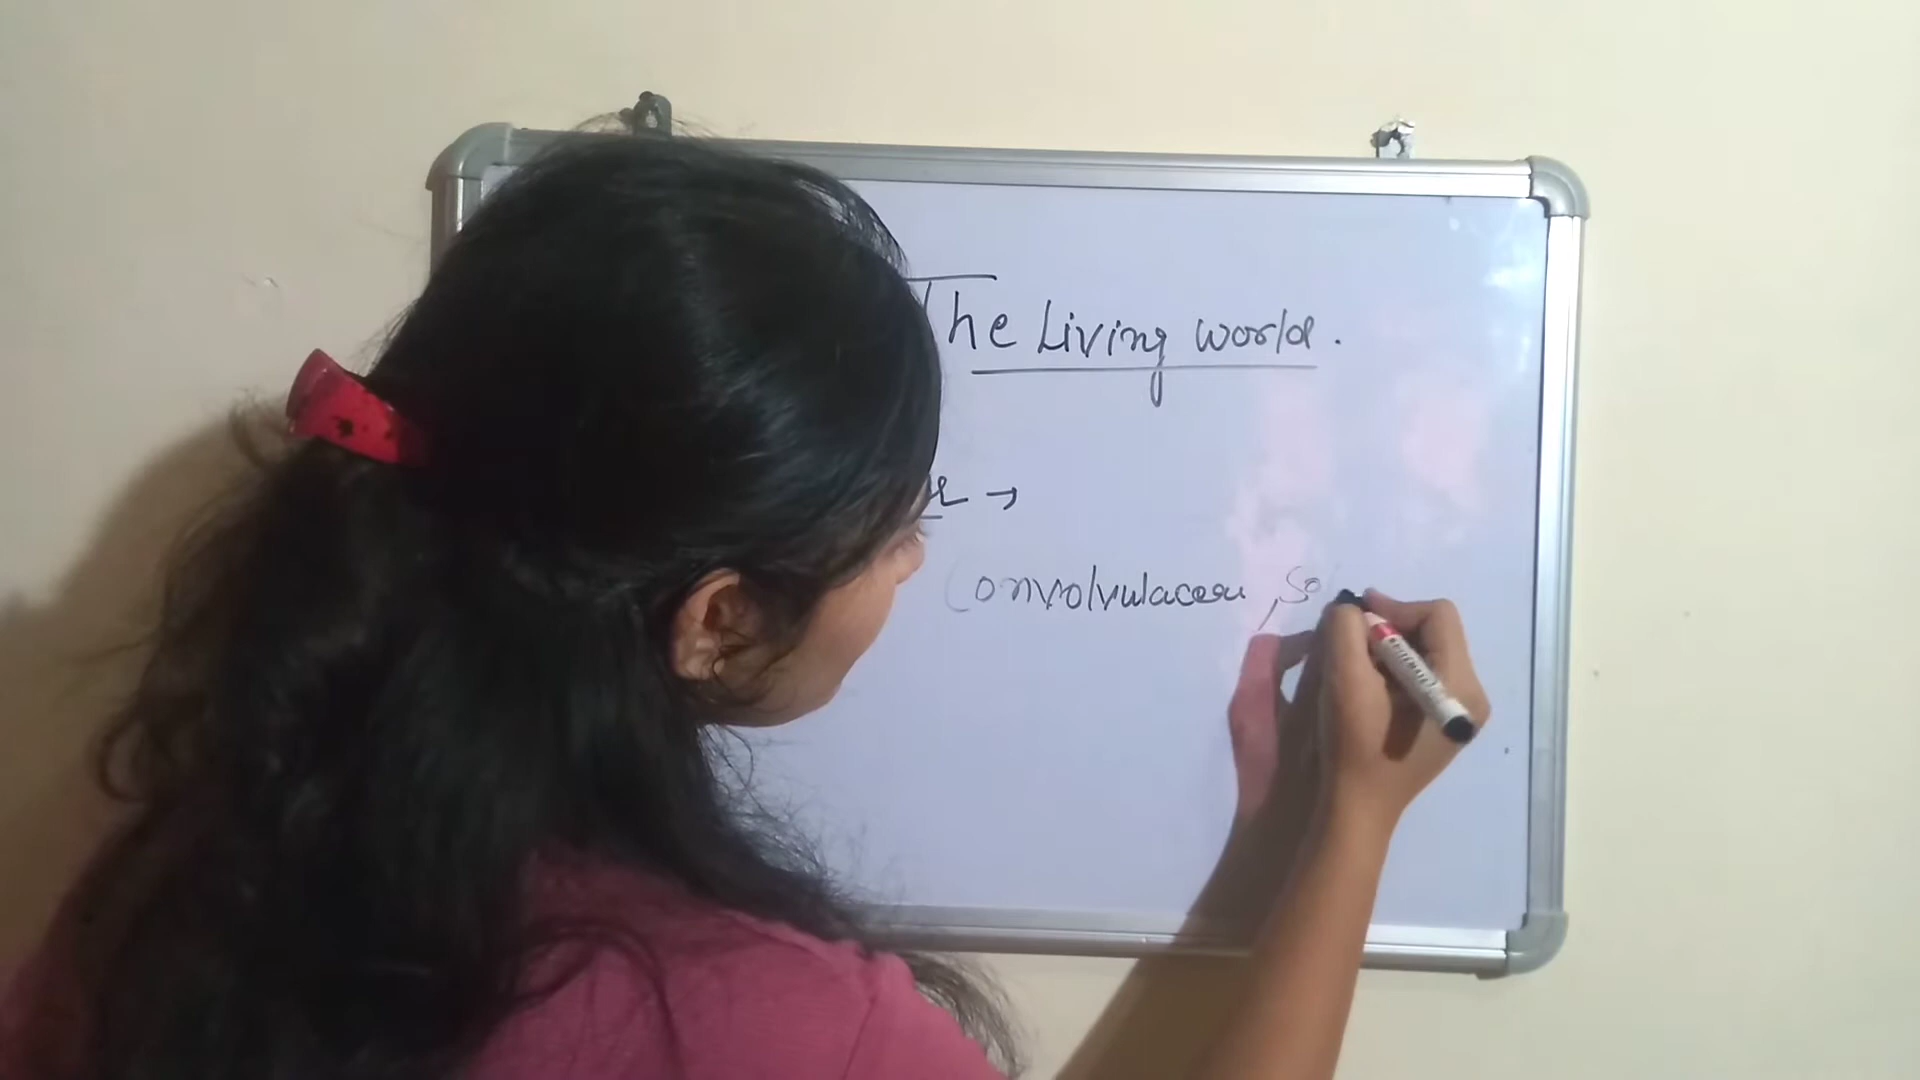 The Living world.
→
Convolvulaceae, So